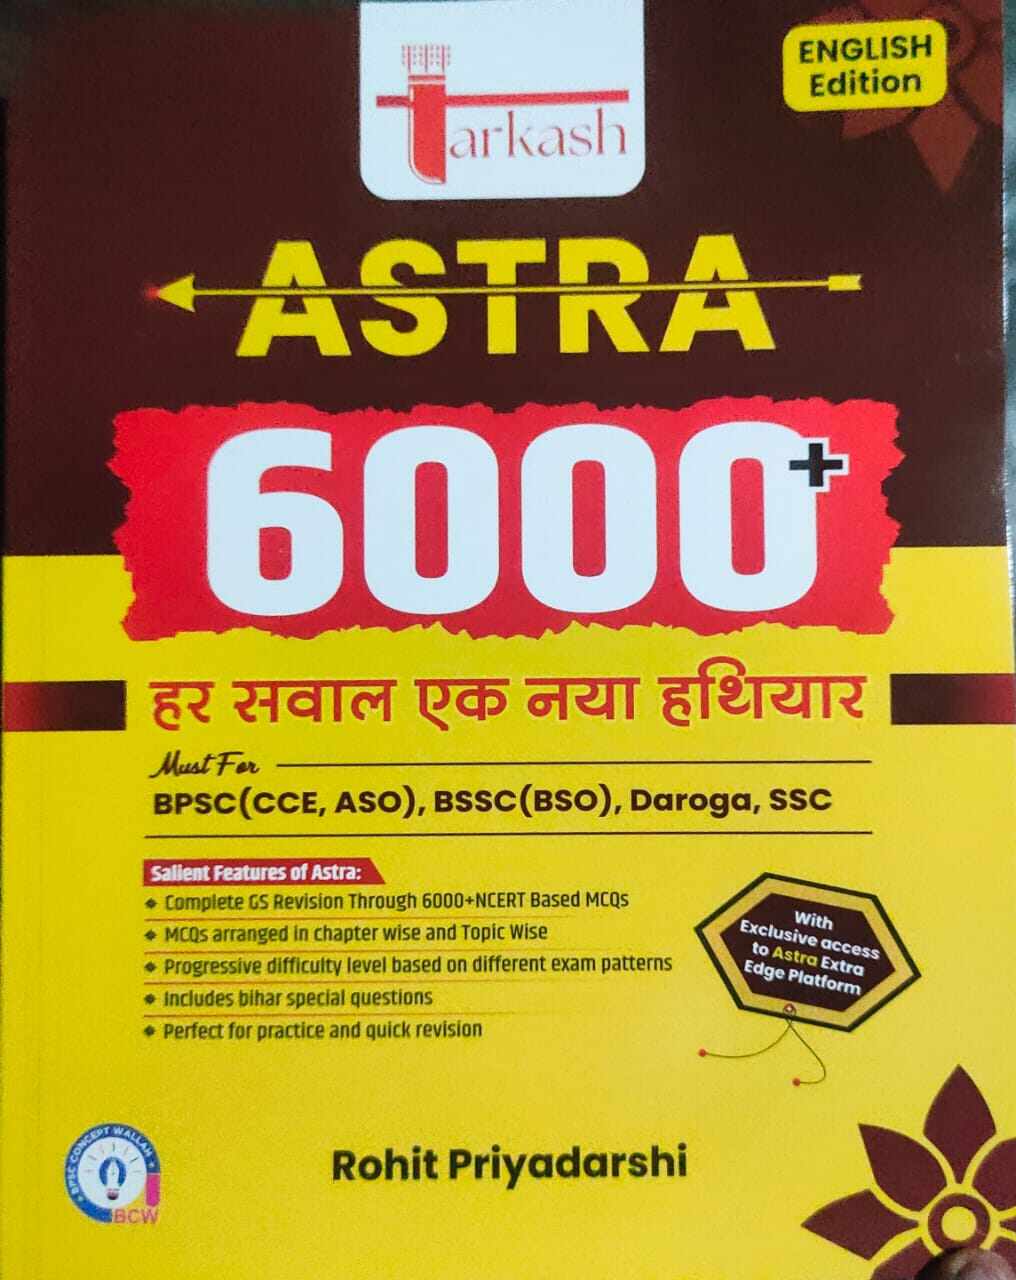 Tarkash
ENGLISH
Edition
ASTRA
6000+
हर सवाल एक नया हथियार
Must For
BPSC(CCE, ASO), BSSC(BSO), Daroga, SSC
Salient Features of Astra:
Complete GS Revision Through 6000+NCERT Based MCQs
MCQs arranged in chapter wise and Topic Wise
Progressive difficulty level based on different exam patterns
Includes bihar special questions
Perfect for practice and quick revision
With
Exclusive access
to Astra Extra
Edge Platform
BPSC CONCEPT WALLAH
BCW
Rohit Priyadarshi